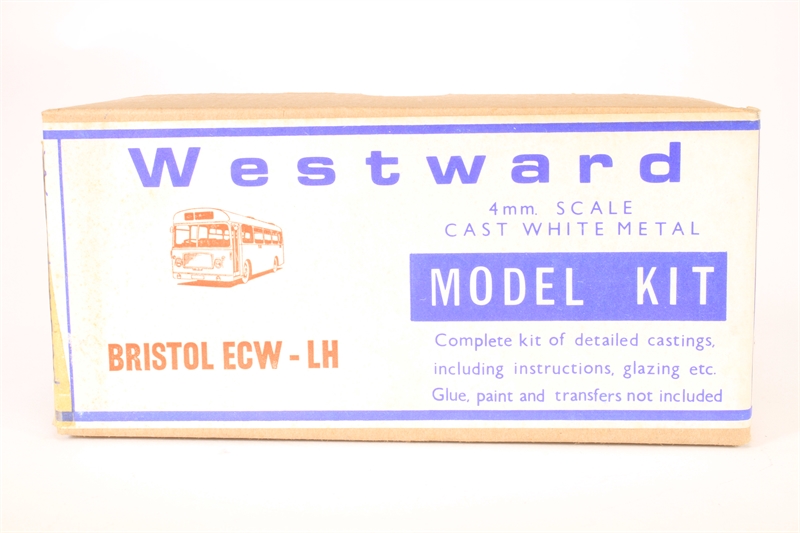 Westward
4mm. SCALE
CAST WHITE METAL
MODEL KIT
BRISTOL ECW - LH
Complete kit of detailed castings,
including instructions, glazing etc.
Glue, paint and transfers not included